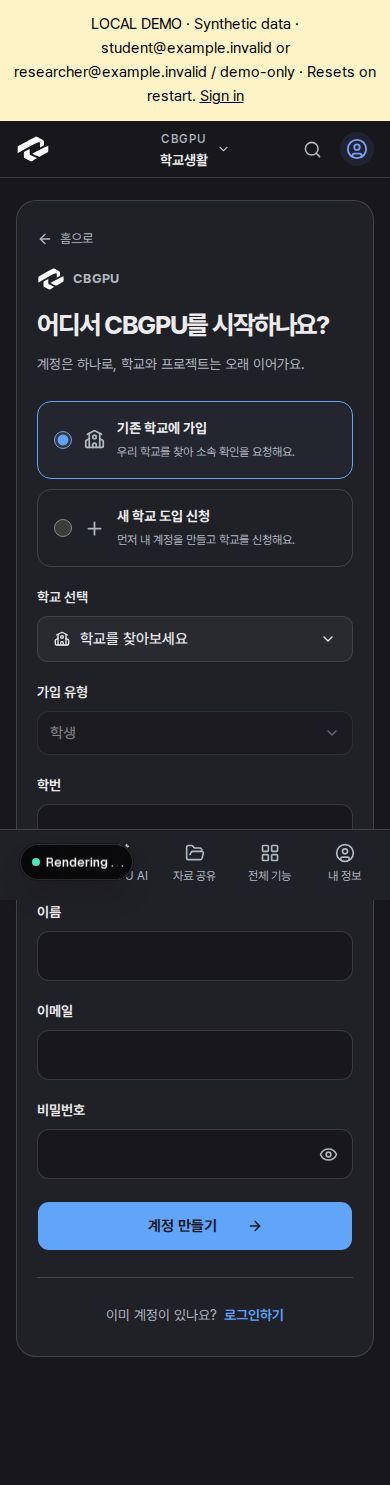 LOCAL DEMO · Synthetic data ·
student@example.invalid or
researcher@example.invalid / demo-only · Resets on
restart. Sign in
CBGPU
학교생활
홈으로
CBGPU
어디서 CBGPU를 시작하나요?
계정은 하나로, 학교와 프로젝트는 오래 이어가요.
기존 학교에 가입
우리 학교를 찾아 소속 확인을 요청해요.
새 학교 도입 신청
먼저 내 계정을 만들고 학교를 신청해요.
학교 선택
학교를 찾아보세요
가입 유형
학생
학번
Rendering ...
U AI
자료 공유
전체 기능
내 정보
이름
이메일
비밀번호
계정 만들기
이미 계정이 있나요? 로그인하기